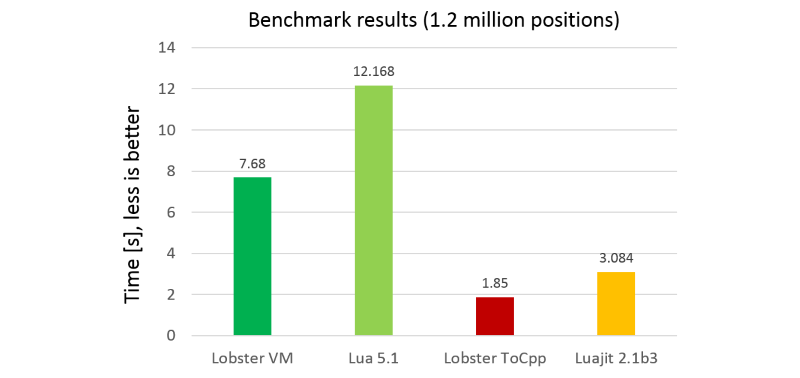 Benchmark results (1.2 million positions)
Time [s], less is better
14
12
10
8
6
4
2
0
7.68
12.168
1.85
3.084
Lobster VM
Lua 5.1
Lobster ToCpp
Luajit 2.1b3